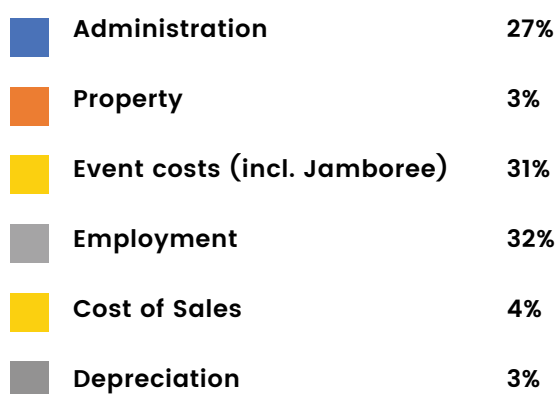 Administration 27%
Property 3%
Event costs (incl. Jamboree) 31%
Employment 32%
Cost of Sales 4%
Depreciation 3%